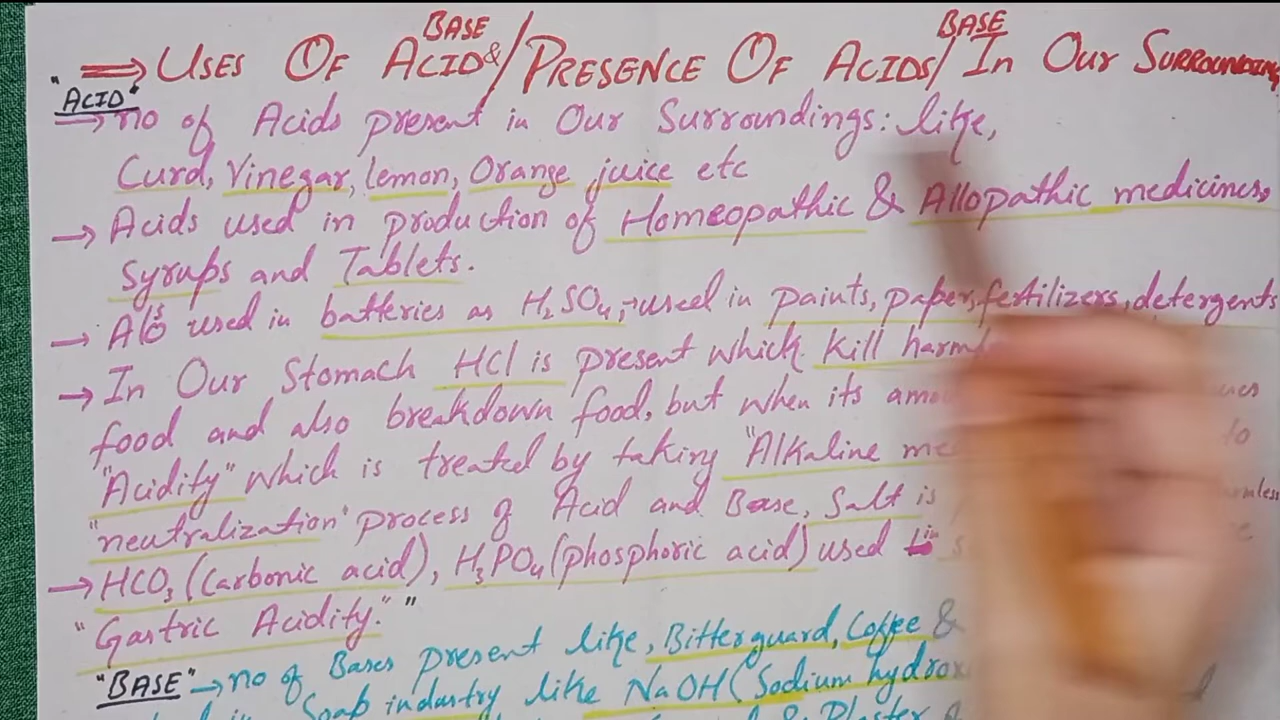 BASE BASE
"⇒ USES OF ACID & / PRESENCE OF ACIDS / In Our SURROUNDING
"ACID"
→ no of Acids present in Our Surroundings: like,
Curd, Vinegar, lemon, Orange juice etc
→ Acids used in production of Homeopathic & Allopathic medicines,
Syrups and Tablets.
→ Also used in batteries as H₂SO₄, → used in paints, paper, fertilizers, detergents
→ In Our Stomach HCl is present which kill
food and also breakdown food, but when its
"Acidity" which is treated by taking "Alkaline to
"neutralization" process of Acid and Base, Salt is
→ HCO₃ (Carbonic acid), H₃PO₄ (phosphoric acid) used in
"Gastric Acidity." "
"BASE" → no of Bases present like, Bitterguard, Coffee &
Soap industry like NaOH (Sodium
& Plaster